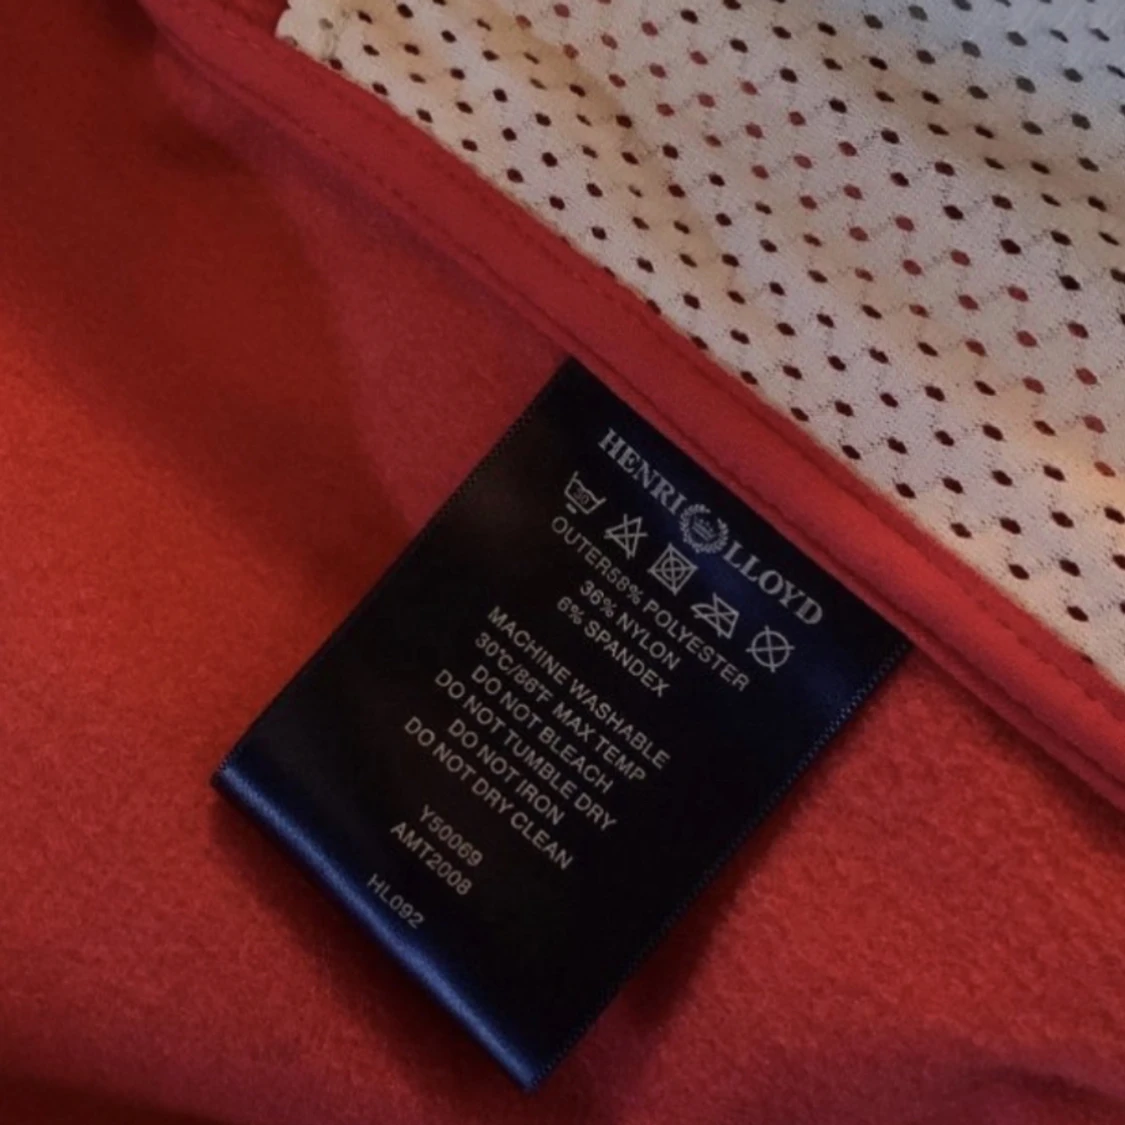 HENRI LLOYD
30
OUTER58% POLYESTER
36% NYLON
6% SPANDEX
MACHINE WASHABLE
30℃/86℉ MAX TEMP
DO NOT BLEACH
DO NOT TUMBLE DRY
DO NOT IRON
DO NOT DRY CLEAN
Y50069
AMT2008
HL092